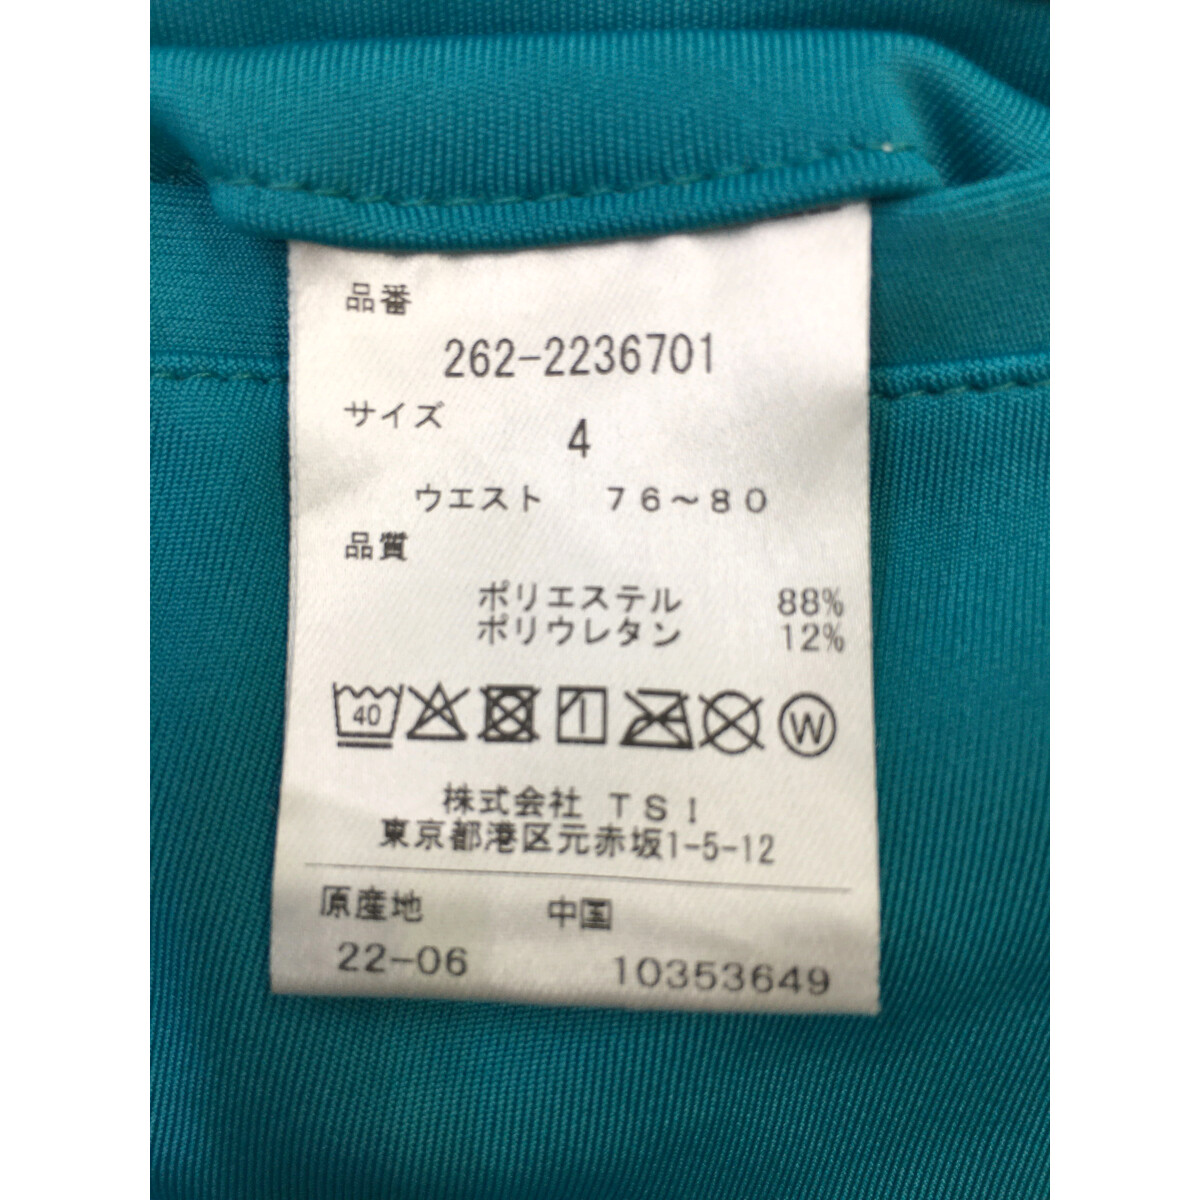 品番
262-2236701
サイズ
4
ウエスト 76～80
品質
ポリエステル 88%
ポリウレタン 12%
40 W
株式会社 TSI
東京都港区元赤坂1-5-12
原産地 中国
22-06 10353649